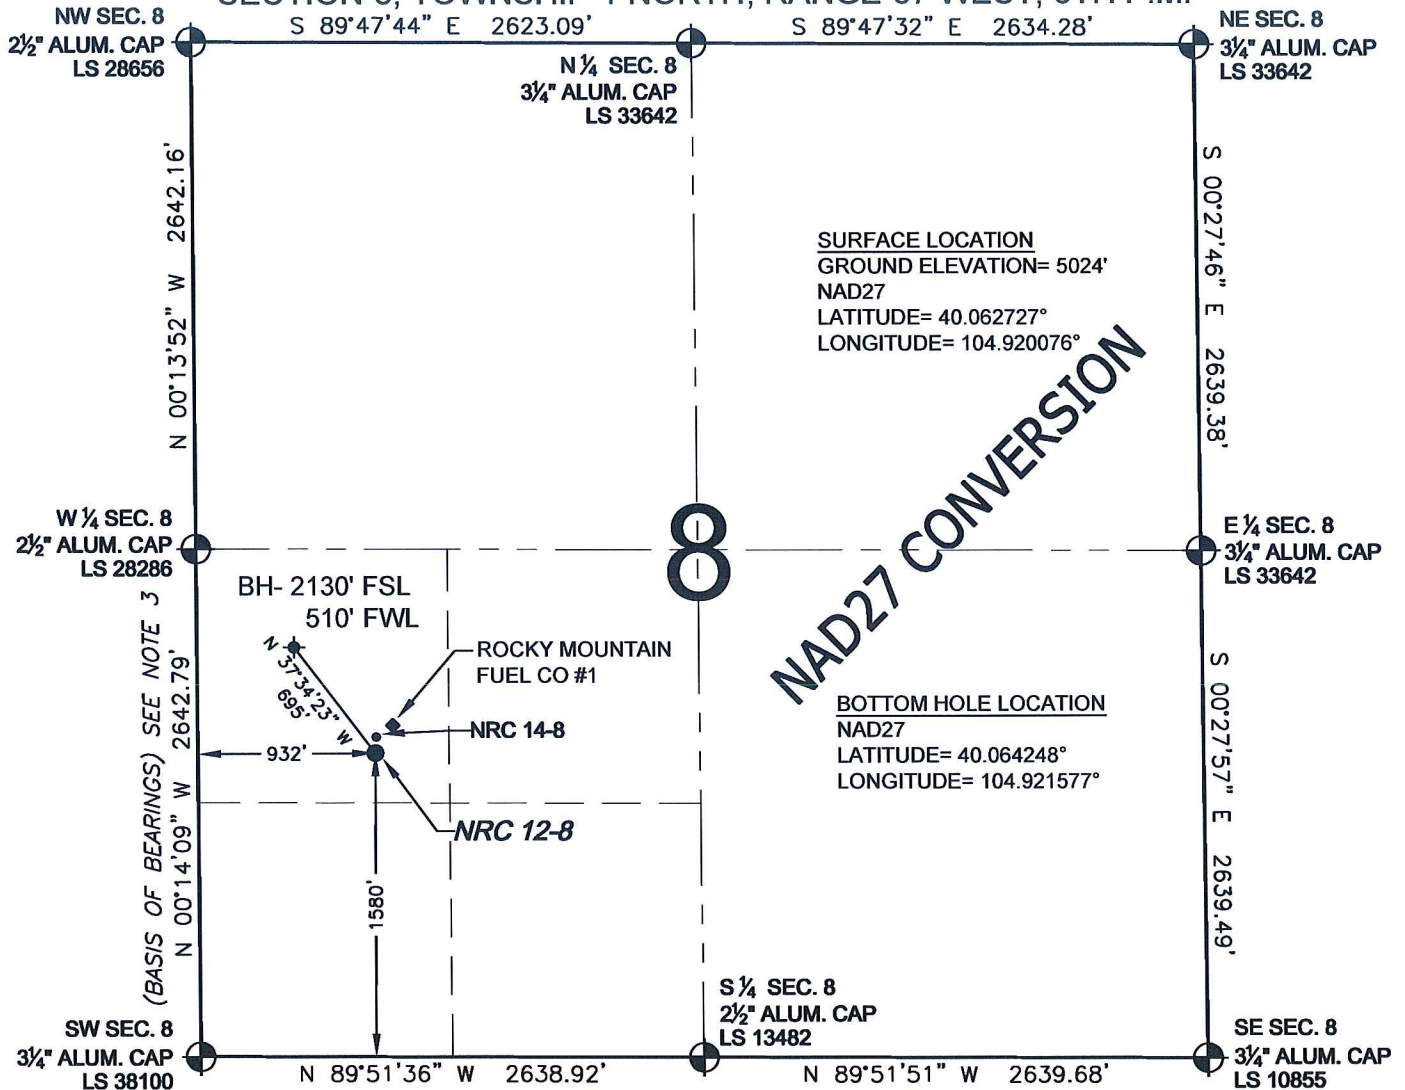 S 89°47'44" E 2623.09'
S 89°47'32" E 2634.28'
NW SEC. 8
2½" ALUM. CAP
LS 28656
N ¼ SEC. 8
3¼" ALUM. CAP
LS 33642
NE SEC. 8
3¼" ALUM. CAP
LS 33642
N 00°13'52" W 2642.16'
S 00°27'46" E 2639.38'
SURFACE LOCATION
GROUND ELEVATION= 5024'
NAD27
LATITUDE= 40.062727°
LONGITUDE= 104.920076°
NAD27 CONVERSION
W ¼ SEC. 8
2½" ALUM. CAP
LS 28286
8
E ¼ SEC. 8
3¼" ALUM. CAP
LS 33642
BH- 2130' FSL
510' FWL
N 37°34'23" W
695'
ROCKY MOUNTAIN
FUEL CO #1
NRC 14-8
932'
NRC 12-8
1580'
(BASIS OF BEARINGS) SEE NOTE 3
N 00°14'09" W 2642.79'
BOTTOM HOLE LOCATION
NAD27
LATITUDE= 40.064248°
LONGITUDE= 104.921577°
S 00°27'57" E 2639.49'
SW SEC. 8
3¼" ALUM. CAP
LS 38100
S ¼ SEC. 8
2½" ALUM. CAP
LS 13482
SE SEC. 8
3¼" ALUM. CAP
LS 10855
N 89°51'36" W 2638.92'
N 89°51'51" W 2639.68'